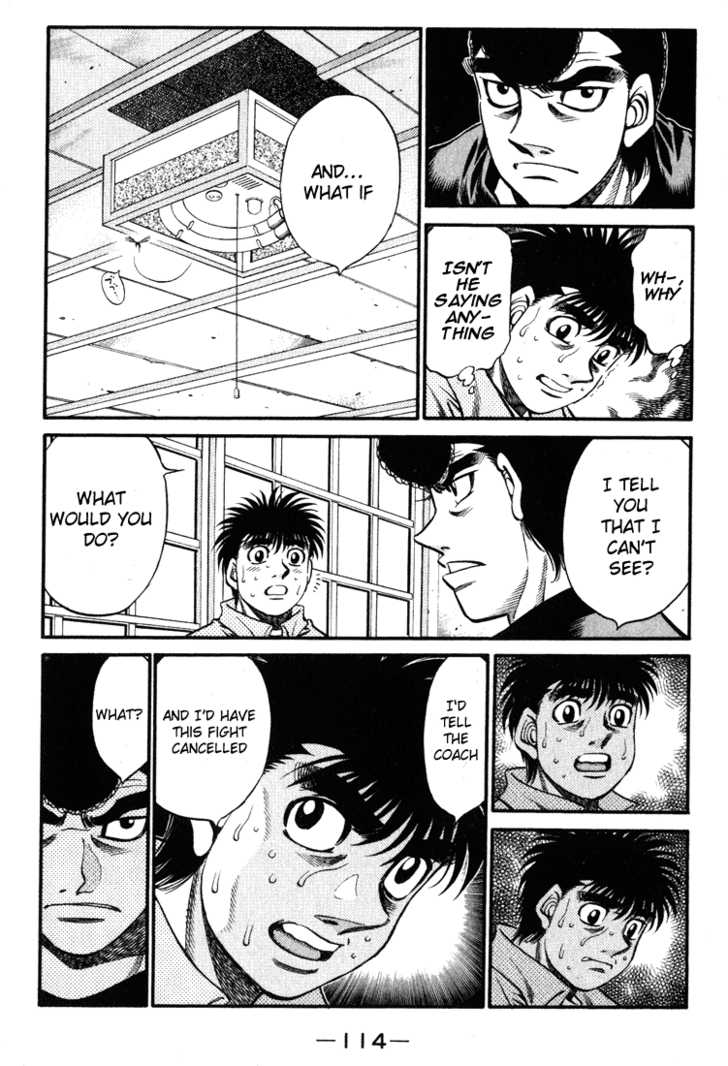 WH-,
WHY
ISN'T
HE
SAYING
ANY-
THING
AND...
WHAT IF
I TELL
YOU
THAT I
CAN'T
SEE?
WHAT
WOULD YOU
DO?
I'D
TELL
THE
COACH
AND I'D HAVE
THIS FIGHT
CANCELLED
WHAT?
—114—